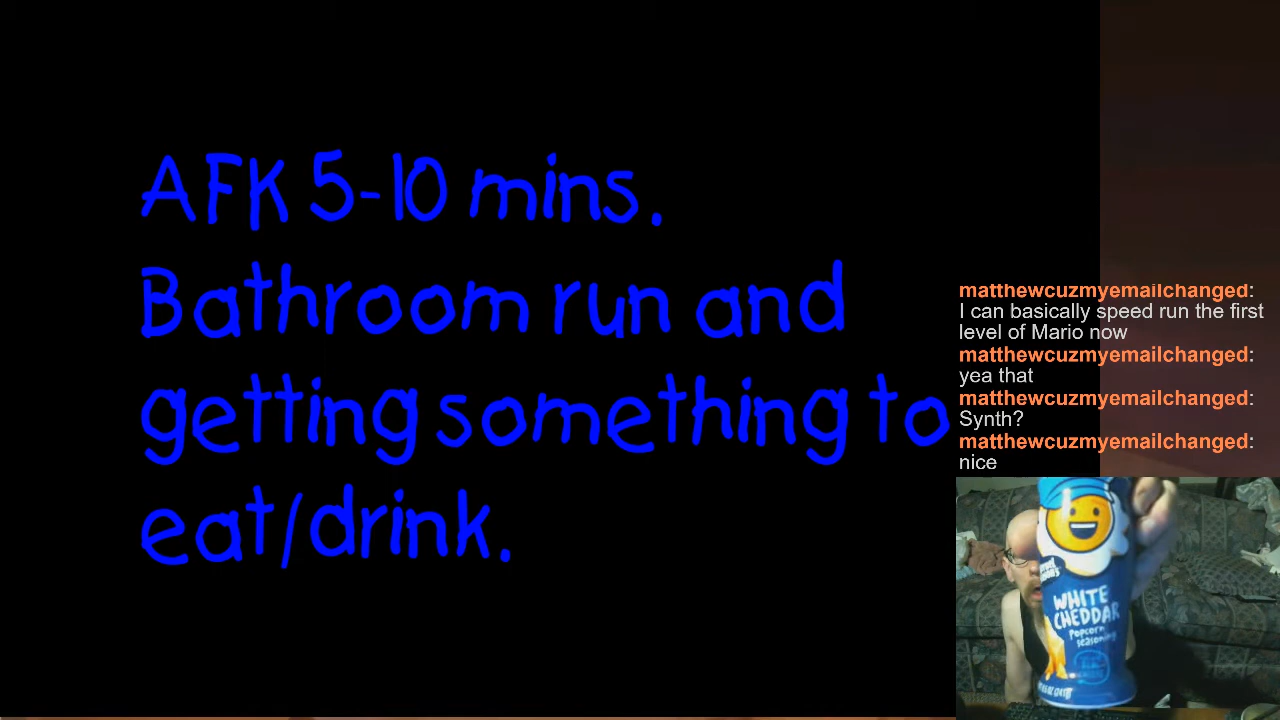 AFK 5-10 mins.
Bathroom run and
getting something to
eat/drink.
matthewcuzmyemailchanged:
I can basically speed run the first
level of Mario now
matthewcuzmyemailchanged:
yea that
matthewcuzmyemailchanged:
Synth?
matthewcuzmyemailchanged:
nice
WHITE
CHEDDAR
Popcorn
seasoning